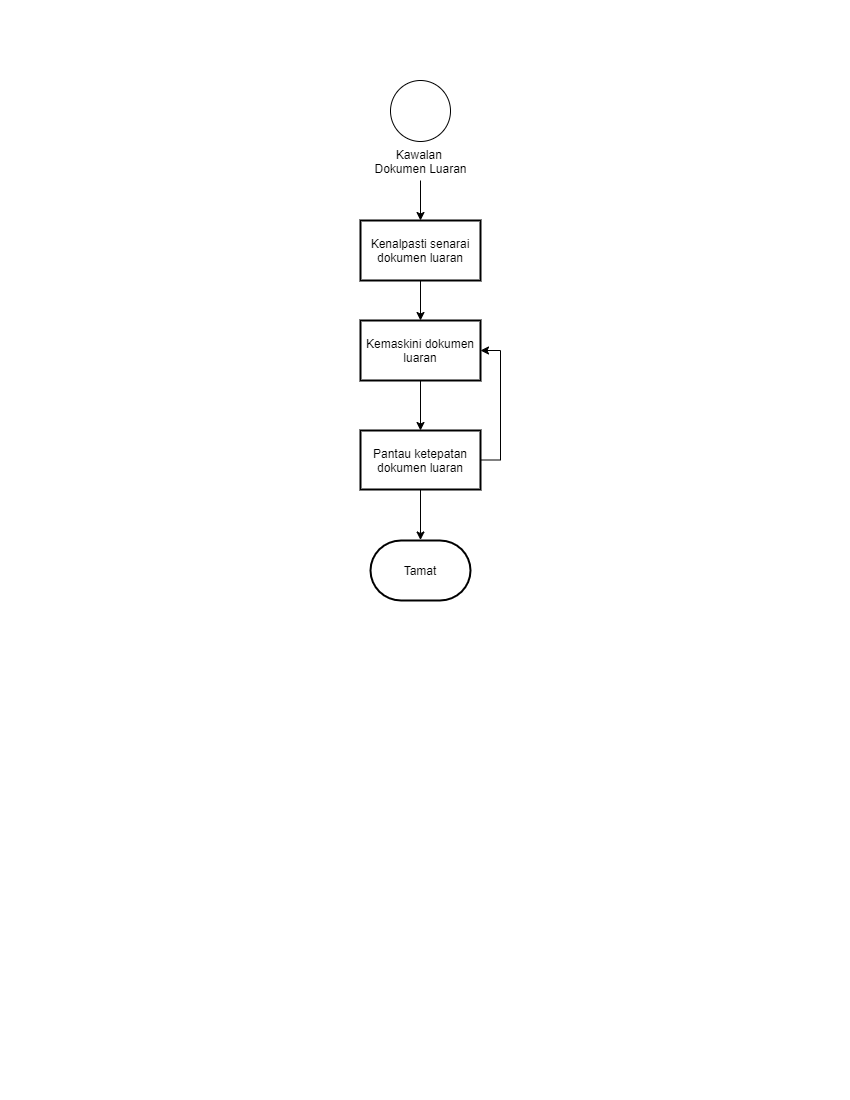 Kawalan
Dokumen Luaran
Kenalpasti senarai
dokumen luaran
Kemaskini dokumen
luaran
Pantau ketepatan
dokumen luaran
Tamat